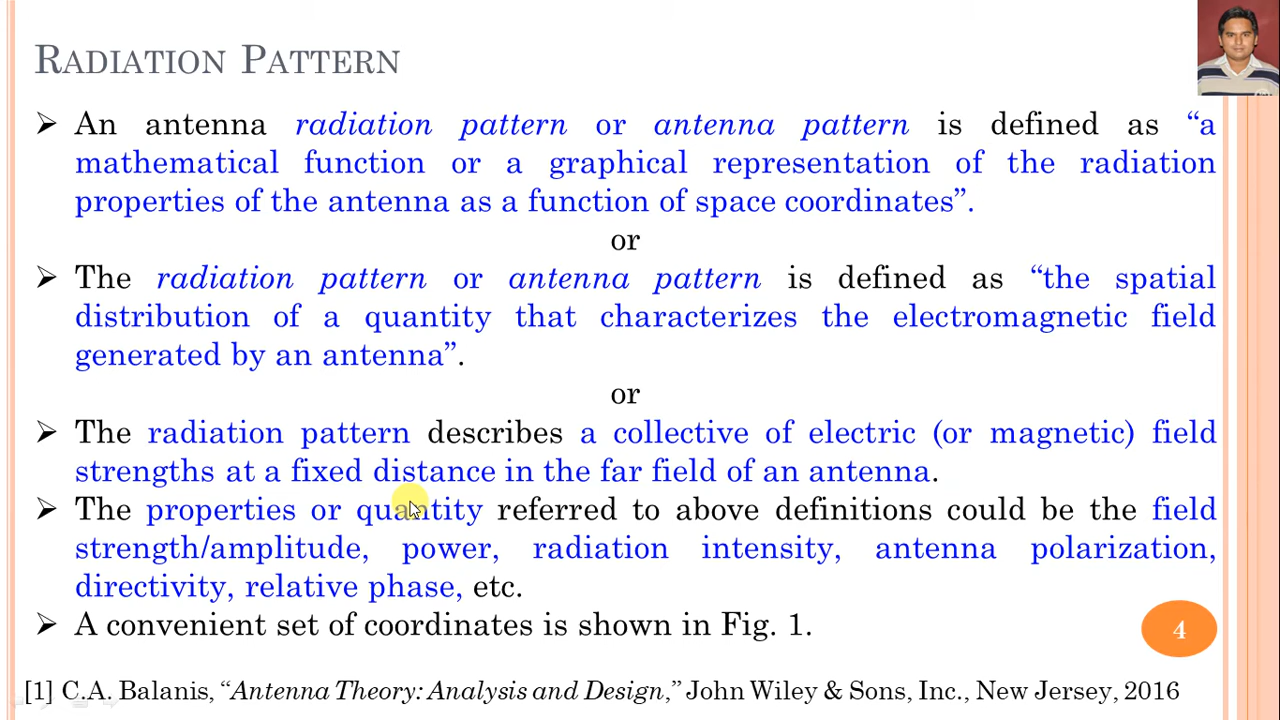 RADIATION PATTERN
➢ An antenna radiation pattern or antenna pattern is defined as “a
mathematical function or a graphical representation of the radiation
properties of the antenna as a function of space coordinates”.
or
➢ The radiation pattern or antenna pattern is defined as “the spatial
distribution of a quantity that characterizes the electromagnetic field
generated by an antenna”.
or
➢ The radiation pattern describes a collective of electric (or magnetic) field
strengths at a fixed distance in the far field of an antenna.
➢ The properties or quantity referred to above definitions could be the field
strength/amplitude, power, radiation intensity, antenna polarization,
directivity, relative phase, etc.
➢ A convenient set of coordinates is shown in Fig. 1.
4
[1] C.A. Balanis, “Antenna Theory: Analysis and Design,” John Wiley & Sons, Inc., New Jersey, 2016